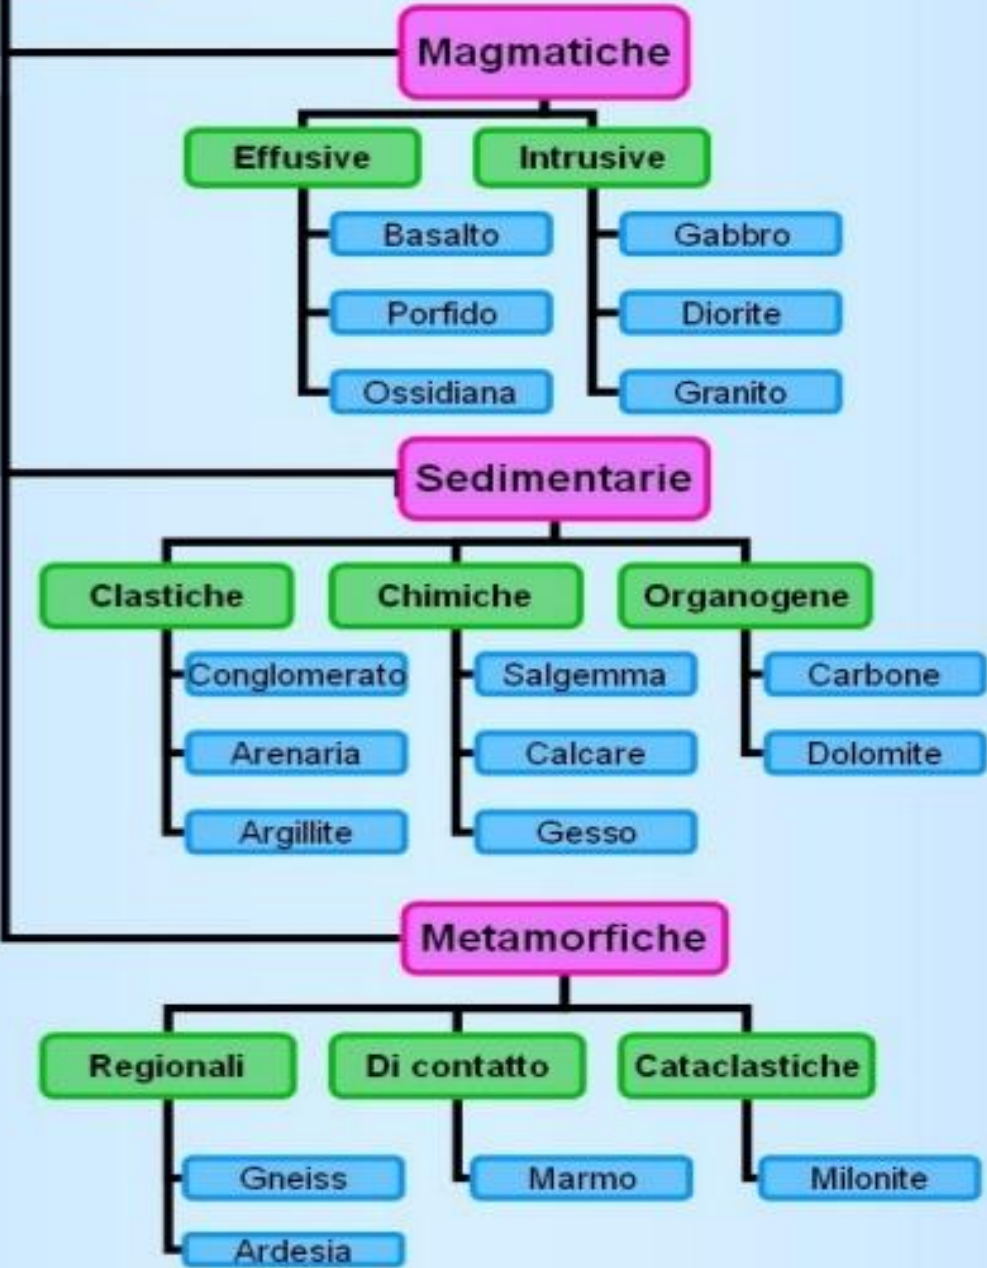 Magmatiche
Effusive
Intrusive
Basalto
Gabbro
Porfido
Diorite
Ossidiana
Granito
Sedimentarie
Clastiche
Chimiche
Organogene
Conglomerato
Salgemma
Carbone
Arenaria
Calcare
Dolomite
Argillite
Gesso
Metamorfiche
Regionali
Di contatto
Cataclastiche
Gneiss
Marmo
Milonite
Ardesia